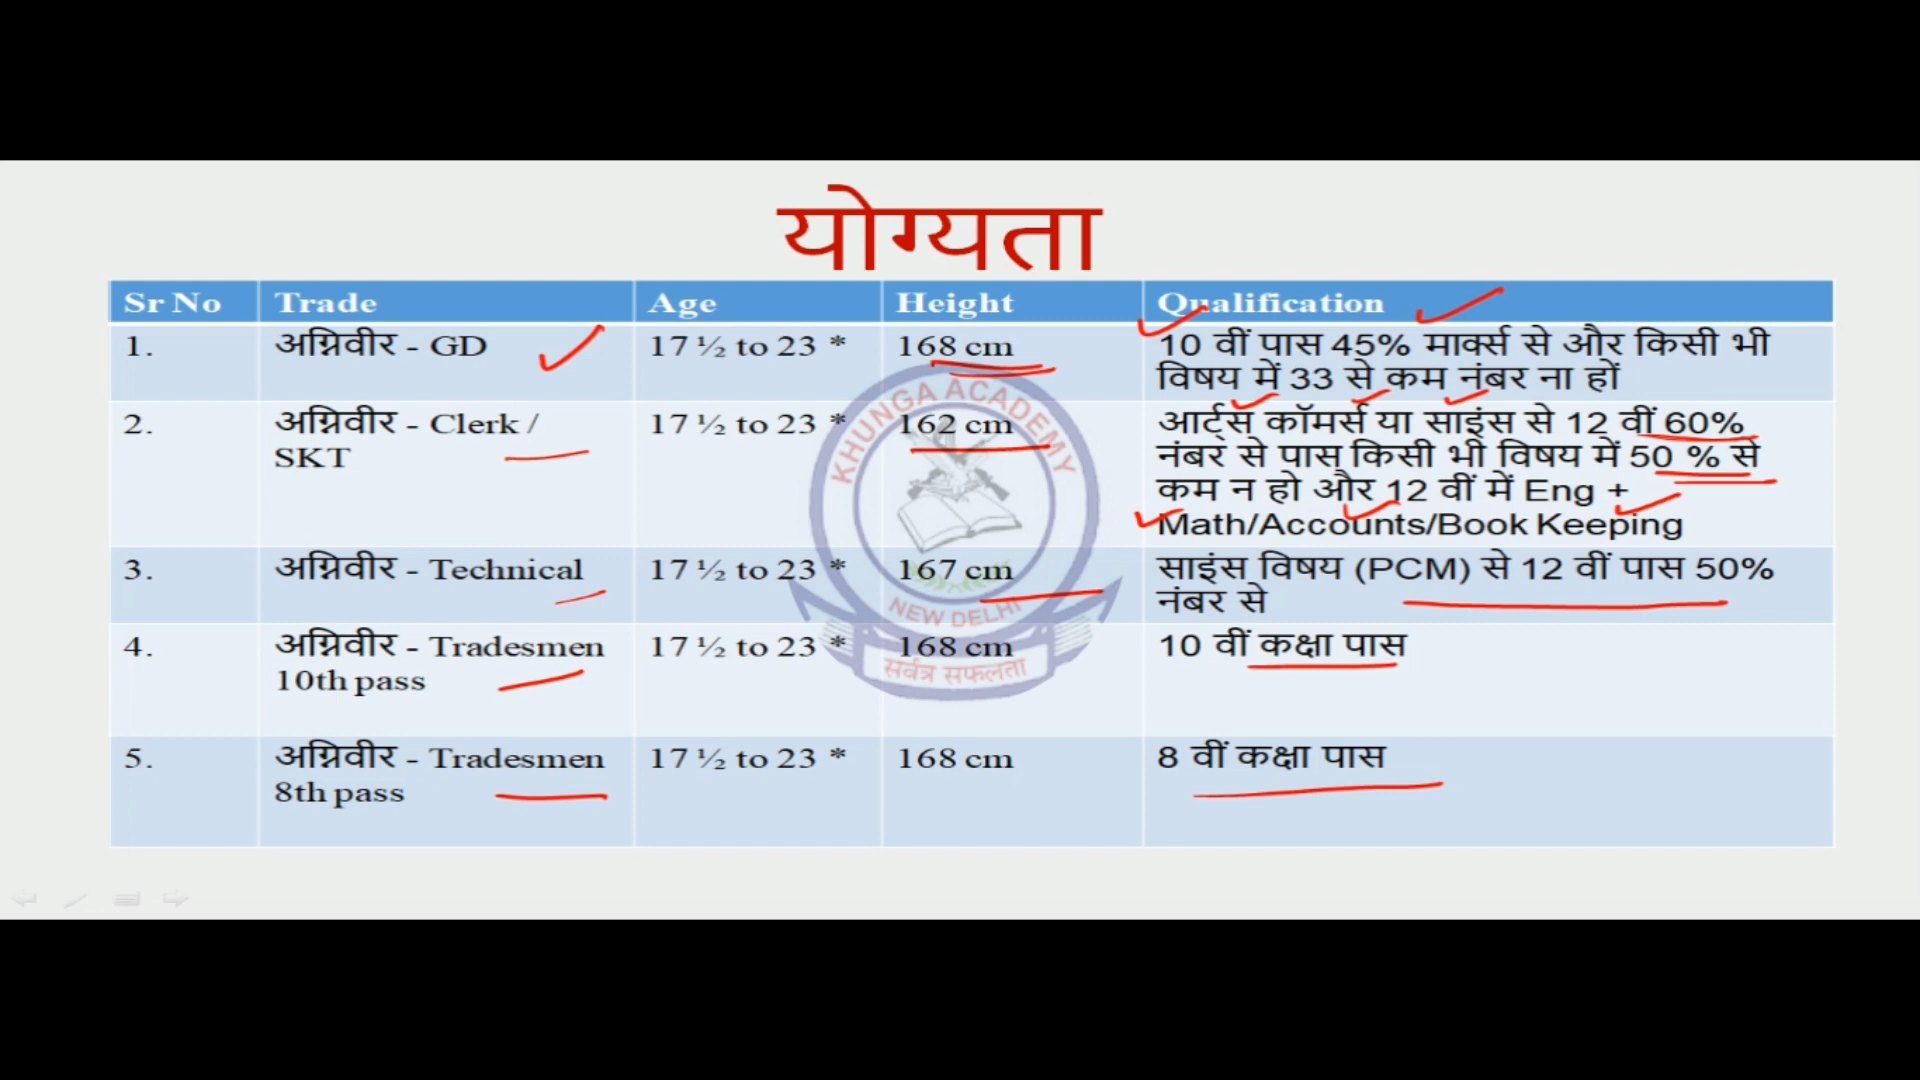 योग्यता
Sr No Trade Age Height Qualification
1. अग्निवीर - GD 17 ½ to 23 * 168 cm 10 वीं पास 45% मार्क्स से और किसी भी
विषय में 33 से कम नंबर ना हों
2. अग्निवीर - Clerk / 17 ½ to 23 * 162 cm आर्ट्स कॉमर्स या साइंस से 12 वीं 60%
SKT नंबर से पास किसी भी विषय में 50 % से
कम न हो और 12 वीं में Eng +
Math/Accounts/Book Keeping
3. अग्निवीर - Technical 17 ½ to 23 * 167 cm साइंस विषय (PCM) से 12 वीं पास 50%
नंबर से
4. अग्निवीर - Tradesmen 17 ½ to 23 * 168 cm 10 वीं कक्षा पास
10th pass
5. अग्निवीर - Tradesmen 17 ½ to 23 * 168 cm 8 वीं कक्षा पास
8th pass
KHUNGA ACADEMY
NEW DELHI
सर्वत्र सफलता